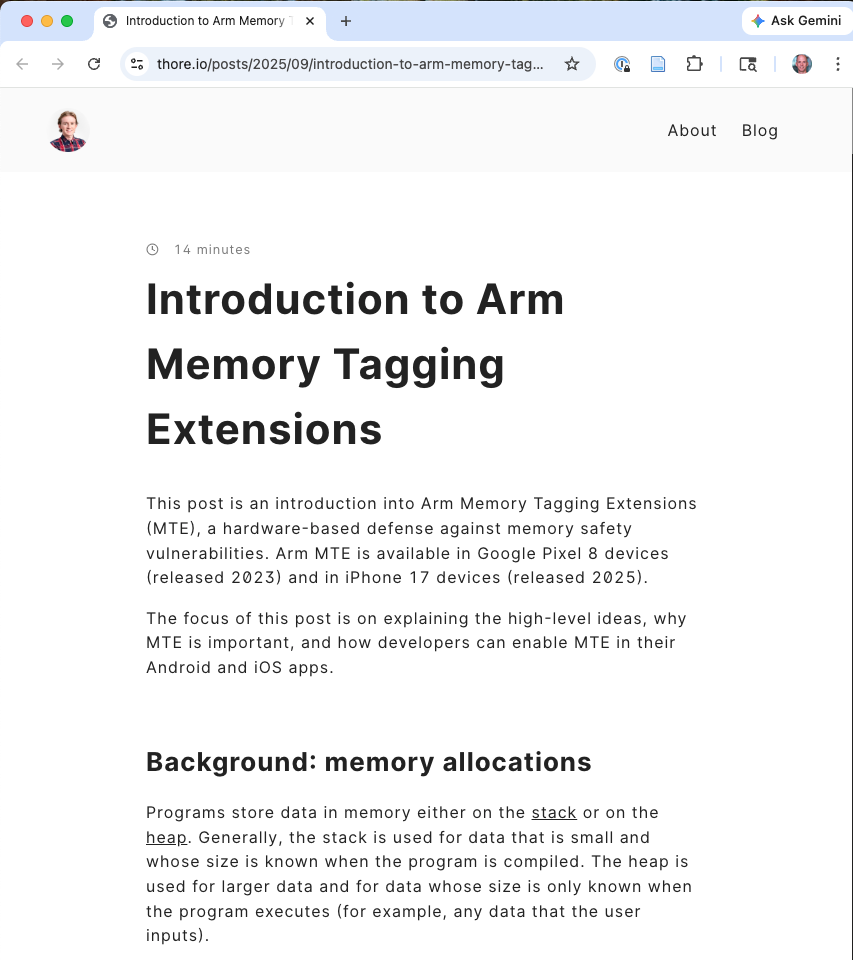 Introduction to Arm Memory
Ask Gemini
thore.io/posts/2025/09/introduction-to-arm-memory-tag...
About Blog
14 minutes
Introduction to Arm
Memory Tagging
Extensions
This post is an introduction into Arm Memory Tagging Extensions
(MTE), a hardware-based defense against memory safety
vulnerabilities. Arm MTE is available in Google Pixel 8 devices
(released 2023) and in iPhone 17 devices (released 2025).
The focus of this post is on explaining the high-level ideas, why
MTE is important, and how developers can enable MTE in their
Android and iOS apps.
Background: memory allocations
Programs store data in memory either on the stack or on the
heap. Generally, the stack is used for data that is small and
whose size is known when the program is compiled. The heap is
used for larger data and for data whose size is only known when
the program executes (for example, any data that the user
inputs).